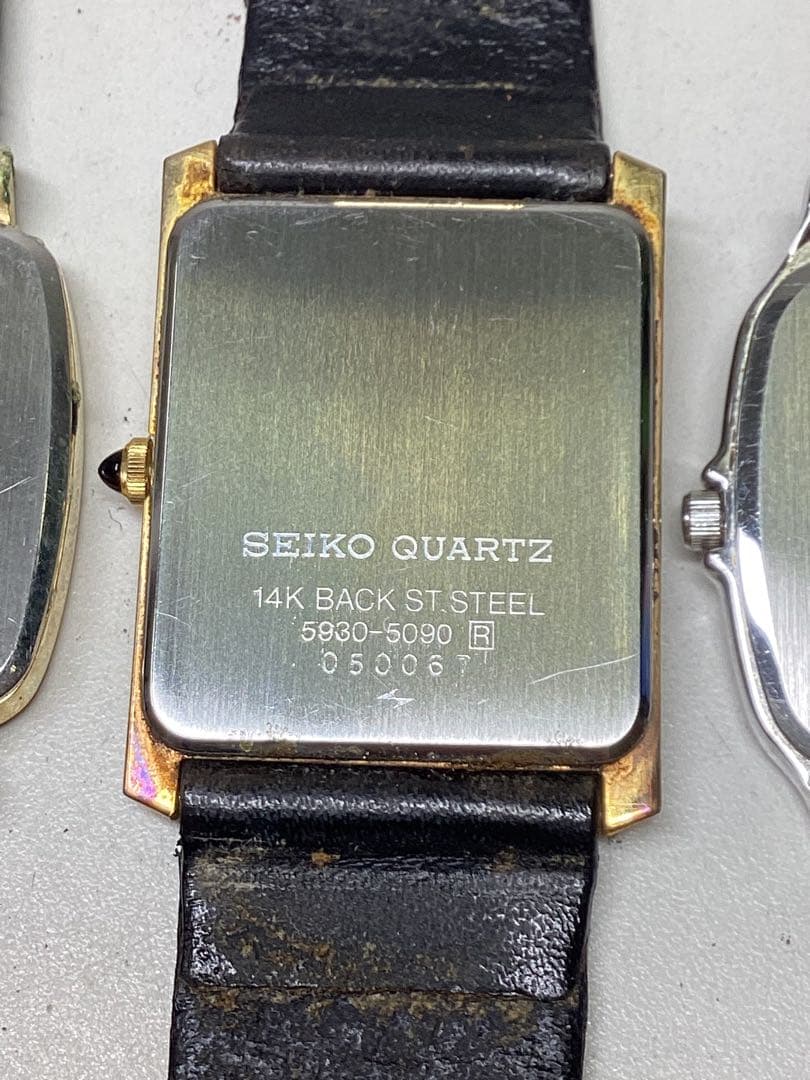 SEIKO QUARTZ
14K BACK ST.STEEL
5930-5090 R
050067